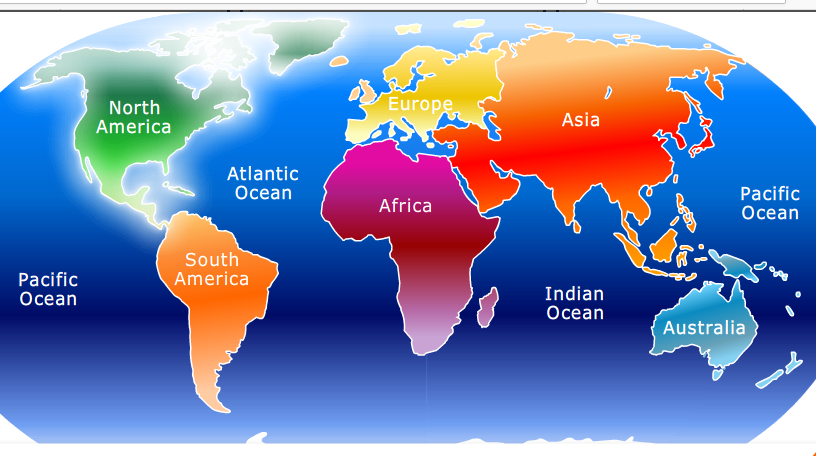 North
America
Europe
Asia
Atlantic
Ocean
Africa
Pacific
Ocean
South
America
Pacific
Ocean
Indian
Ocean
Australia